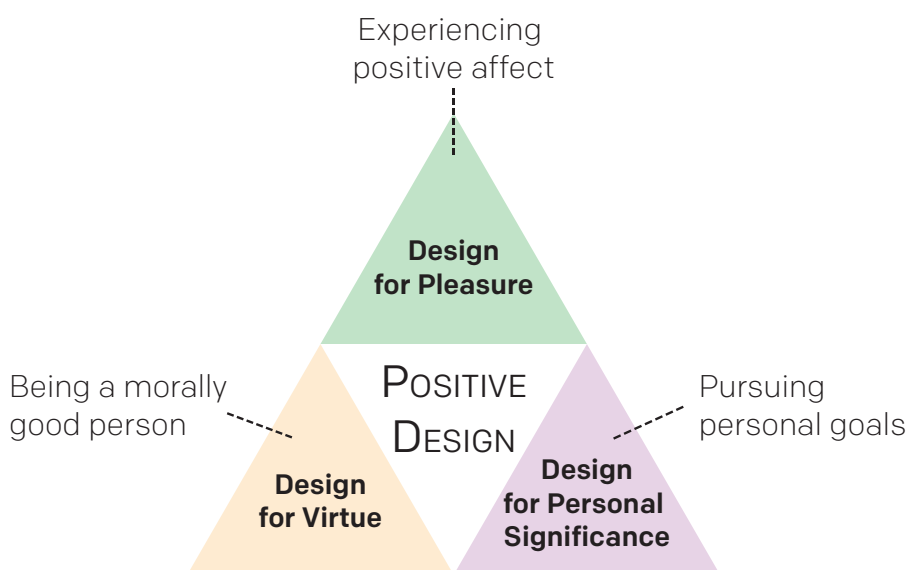 Experiencing
positive affect
Design
for Pleasure
Being a morally
good person
POSITIVE
DESIGN
Pursuing
personal goals
Design
for Virtue
Design
for Personal
Significance